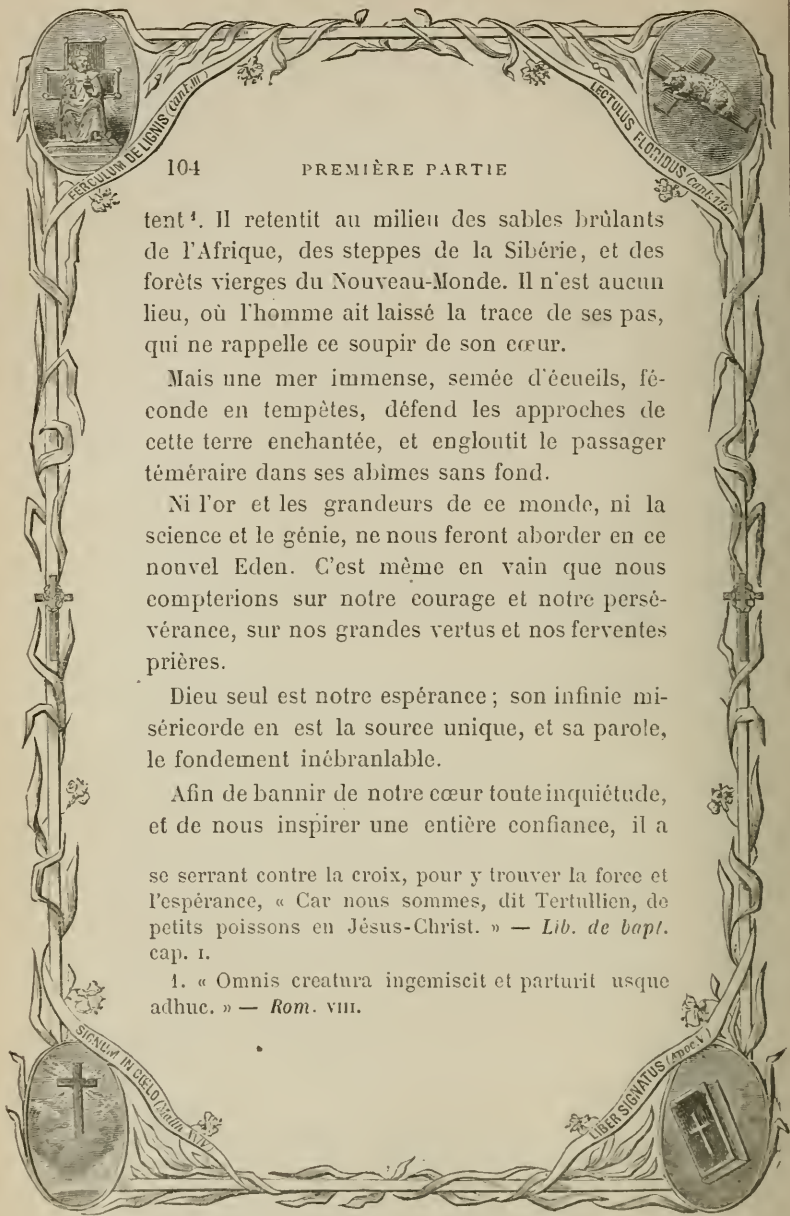 FERCULUM DE LIGNIS (Cant. III)
LECTULUS FLORIDUS (Cant. 1.16)
104 PREMIÈRE PARTIE
tent¹. Il retentit au milieu des sables brûlants
de l'Afrique, des steppes de la Sibérie, et des
forêts vierges du Nouveau-Monde. Il n'est aucun
lieu, où l'homme ait laissé la trace de ses pas,
qui ne rappelle ce soupir de son cœur.
Mais une mer immense, semée d'écueils, fé-
conde en tempêtes, défend les approches de
cette terre enchantée, et engloutit le passager
téméraire dans ses abîmes sans fond.
Ni l'or et les grandeurs de ce monde, ni la
science et le génie, ne nous feront aborder en ce
nouvel Eden. C'est même en vain que nous
compterions sur notre courage et notre persé-
vérance, sur nos grandes vertus et nos ferventes
prières.
Dieu seul est notre espérance ; son infinie mi-
séricorde en est la source unique, et sa parole,
le fondement inébranlable.
Afin de bannir de notre cœur toute inquiétude,
et de nous inspirer une entière confiance, il a
se serrant contre la croix, pour y trouver la force et
l'espérance, « Car nous sommes, dit Tertullien, de
petits poissons en Jésus-Christ. » — Lib. de bapt.
cap. I.
1. « Omnis creatura ingemiscit et parturit usque
adhuc. » — Rom. VIII.
SIGNUM IN CŒLO (Matth. XXIV)
LIBER SIGNATUS (Apoc. V)